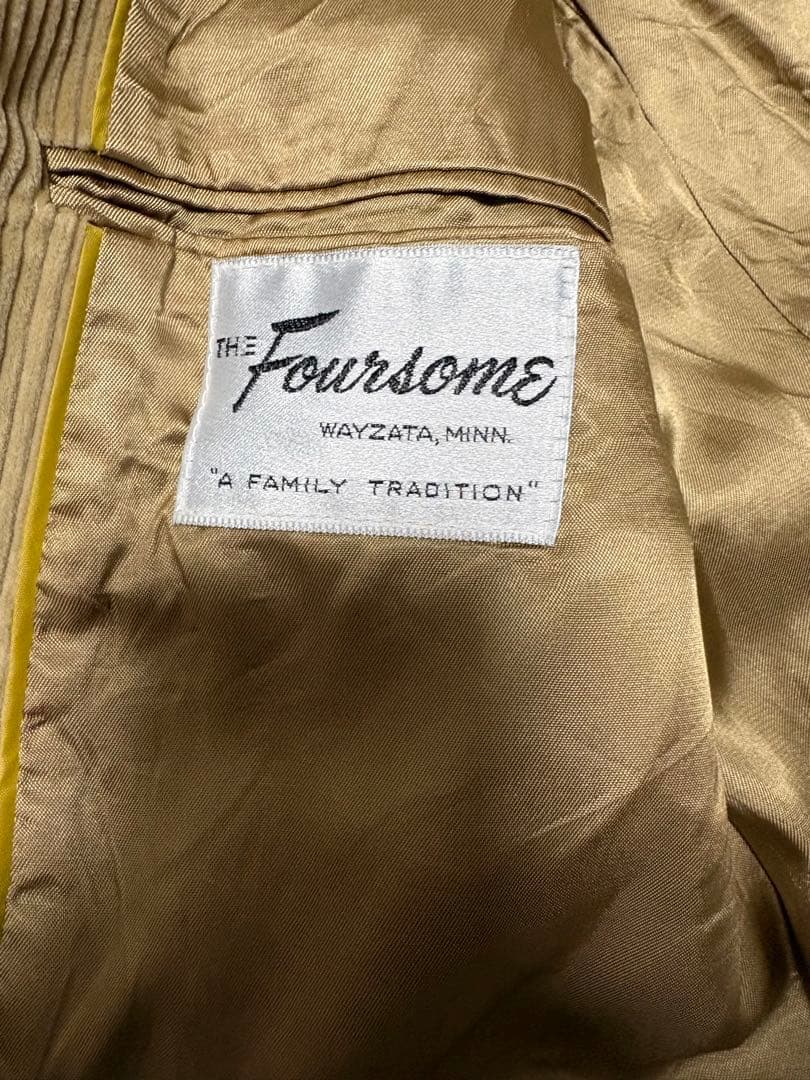 THE Foursome
WAYZATA, MINN.
"A FAMILY TRADITION"